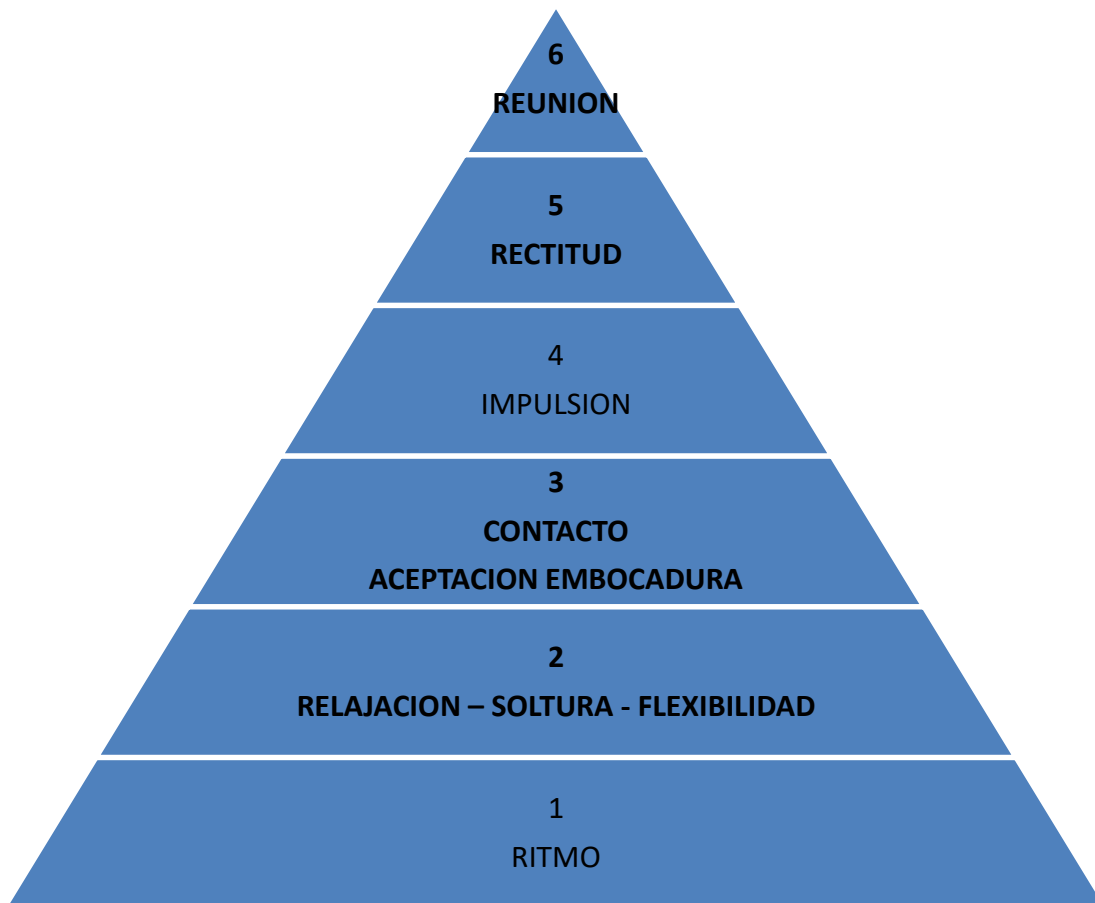 6
REUNION
5
RECTITUD
4
IMPULSION
3
CONTACTO
ACEPTACION EMBOCADURA
2
RELAJACION – SOLTURA - FLEXIBILIDAD
1
RITMO